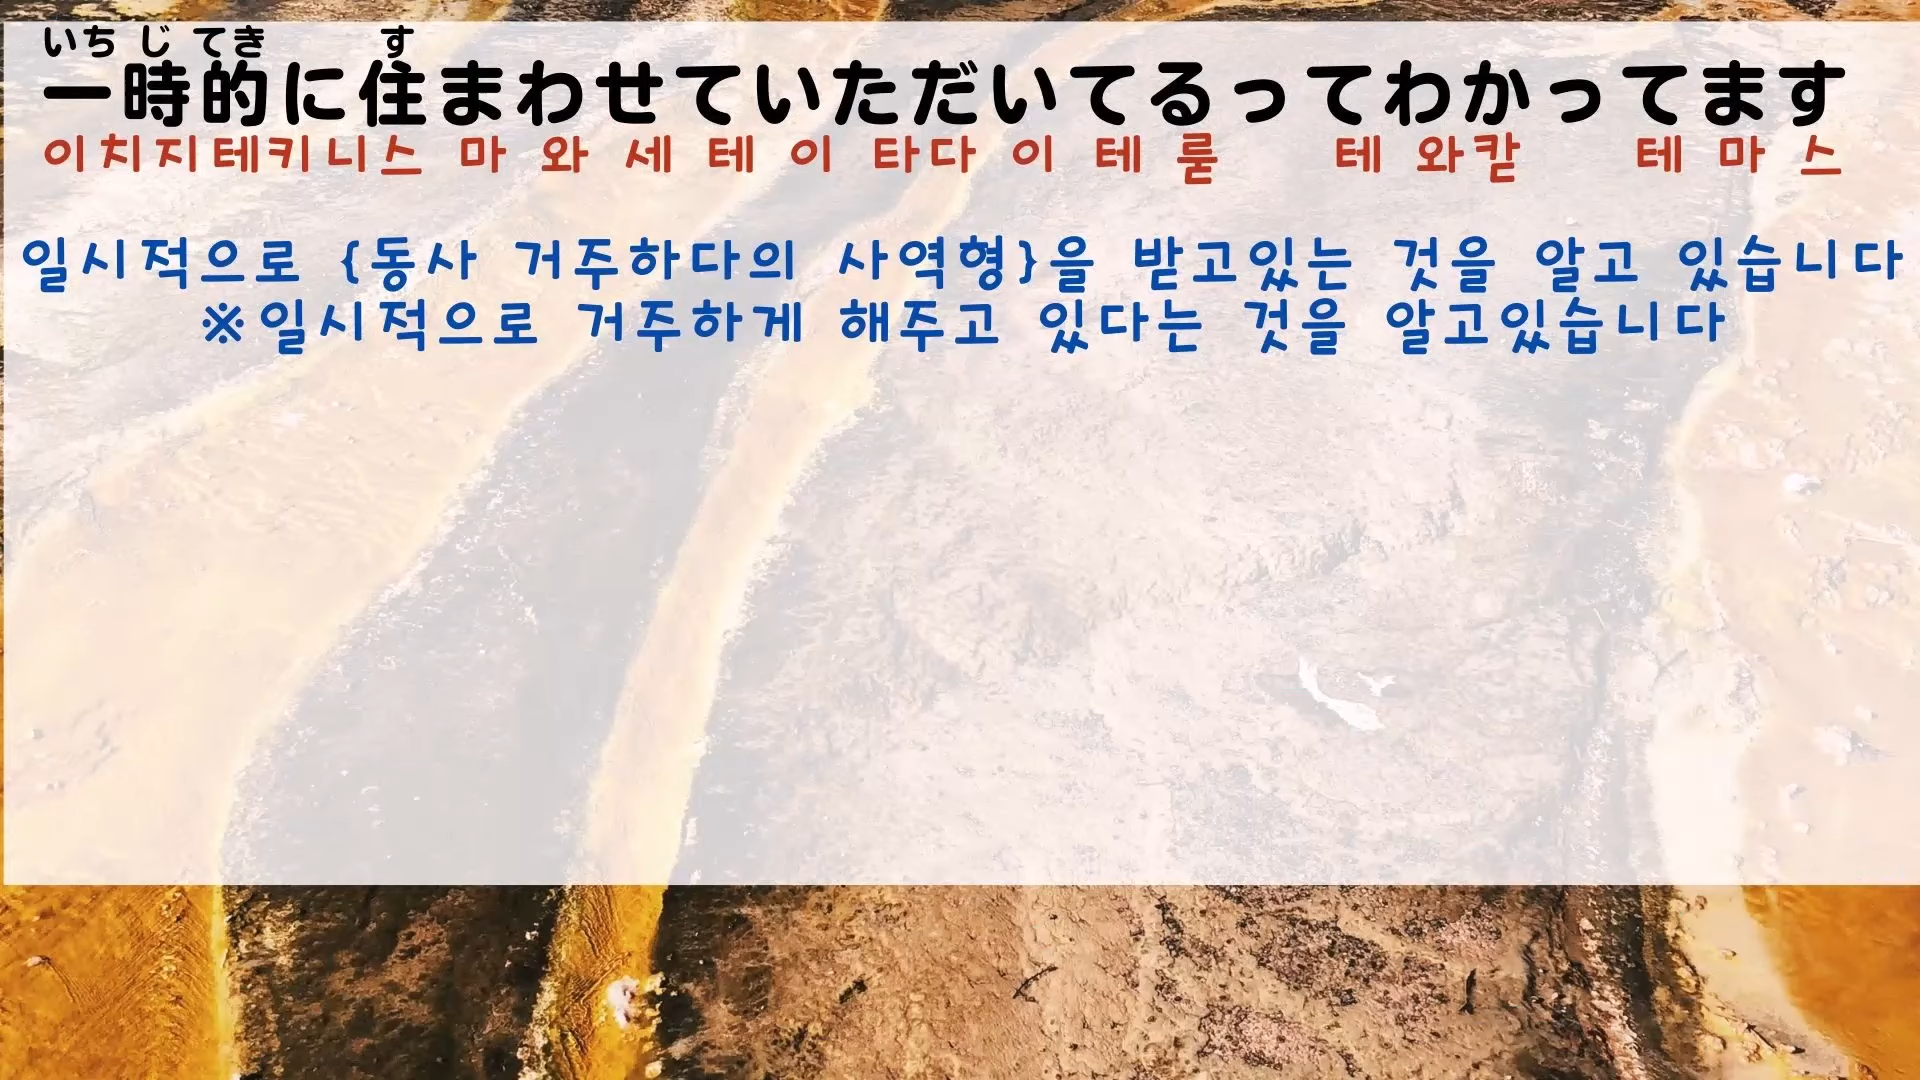 いち じ てき す
一時的に住まわせていただいてるってわかってます
이치지테키니스 마 와 세 테 이 타다 이 테 룯 테 와칻 테 마 스
일시적으로 {동사 거주하다의 사역형}을 받고있는 것을 알고 있습니다
※일시적으로 거주하게 해주고 있다는 것을 알고있습니다